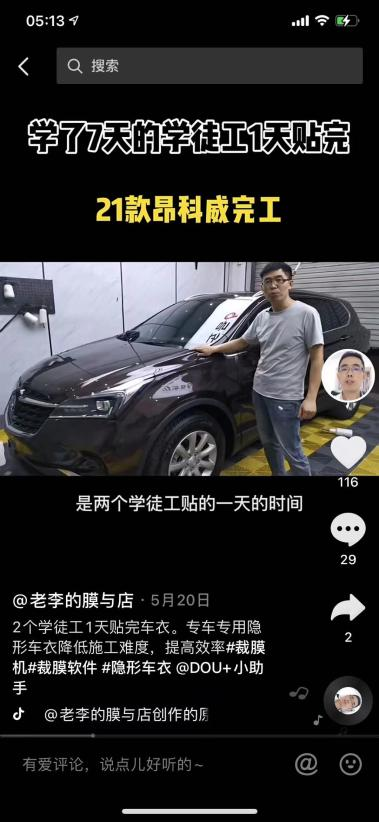 05:13
搜索
学了7天的学徒工1天贴完
21款昂科威完工
116
是两个学徒工贴的一天的时间
29
@老李的膜与店 · 5月20日
2
2个学徒工1天贴完车衣。专车专用隐
形车衣降低施工难度，提高效率#裁膜
机#裁膜软件 #隐形车衣 @DOU+小助
手
@老李的膜与店创作的
有爱评论，说点儿好听的~